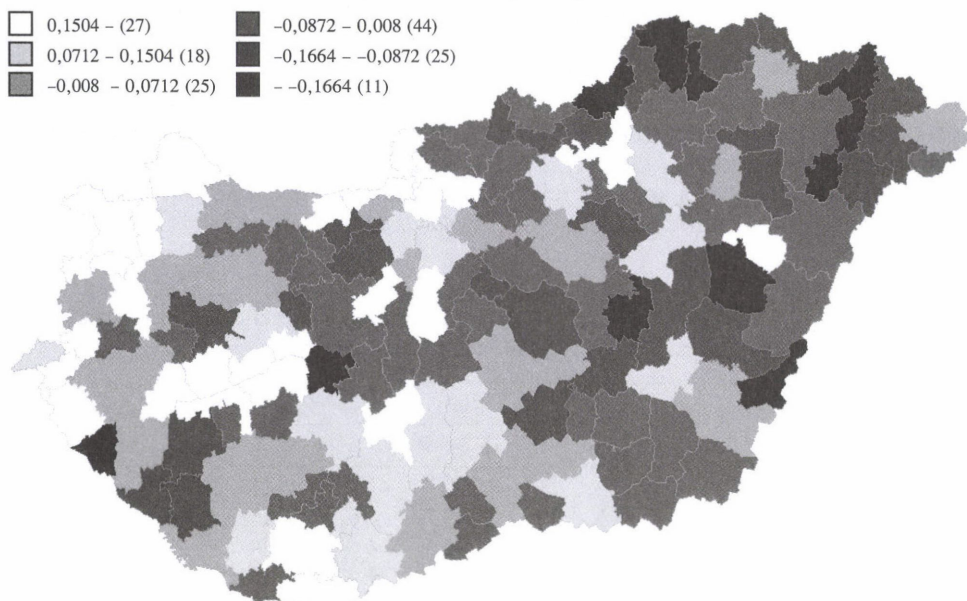 0,1504 – (27)
0,0712 – 0,1504 (18)
–0,008 – 0,0712 (25)
–0,0872 – 0,008 (44)
–0,1664 – –0,0872 (25)
– –0,1664 (11)